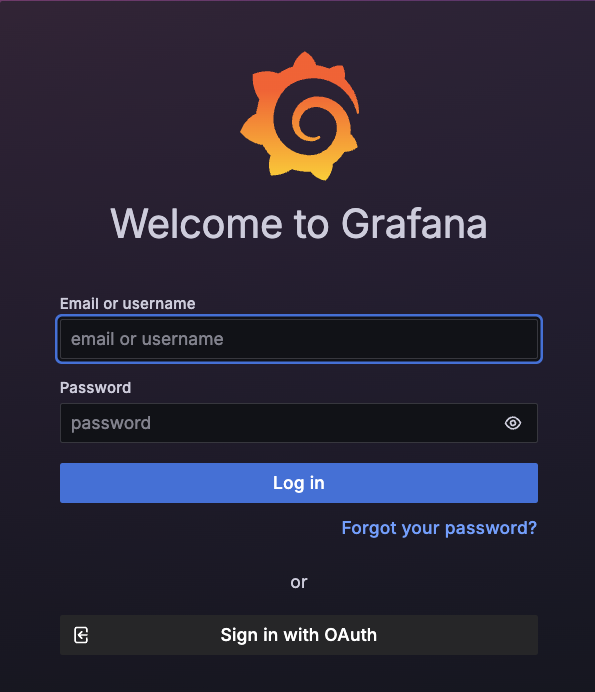 Welcome to Grafana
Email or username
email or username
Password
password
Log in
Forgot your password?
or
Sign in with OAuth